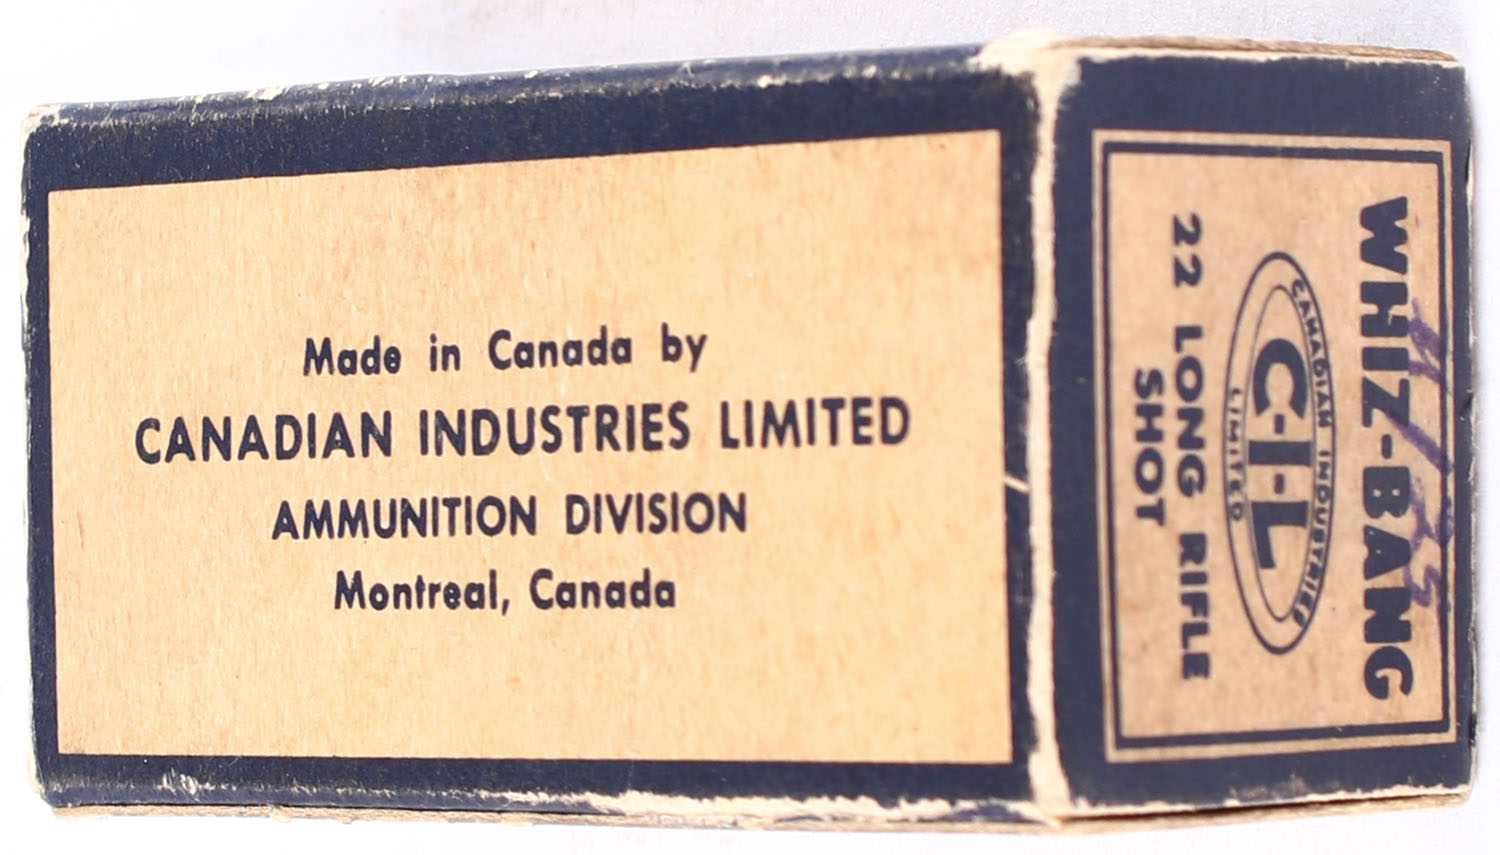 Made in Canada by
CANADIAN INDUSTRIES LIMITED
AMMUNITION DIVISION
Montreal, Canada
WHIZ-BANG
CANADIAN INDUSTRIES
C-I-L
LIMITED
22 LONG RIFLE
SHOT